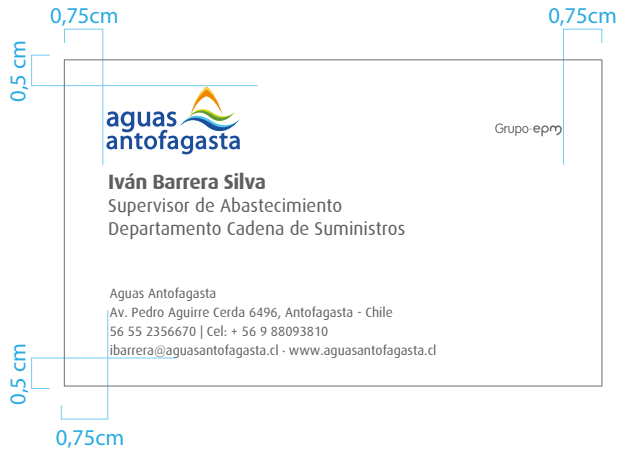 0,75cm
0,75cm
0,5 cm
aguas
antofagasta
Grupo·epm
Iván Barrera Silva
Supervisor de Abastecimiento
Departamento Cadena de Suministros
Aguas Antofagasta
Av. Pedro Aguirre Cerda 6496, Antofagasta - Chile
56 55 2356670 | Cel: + 56 9 88093810
ibarrera@aguasantofagasta.cl · www.aguasantofagasta.cl
0,5 cm
0,75cm